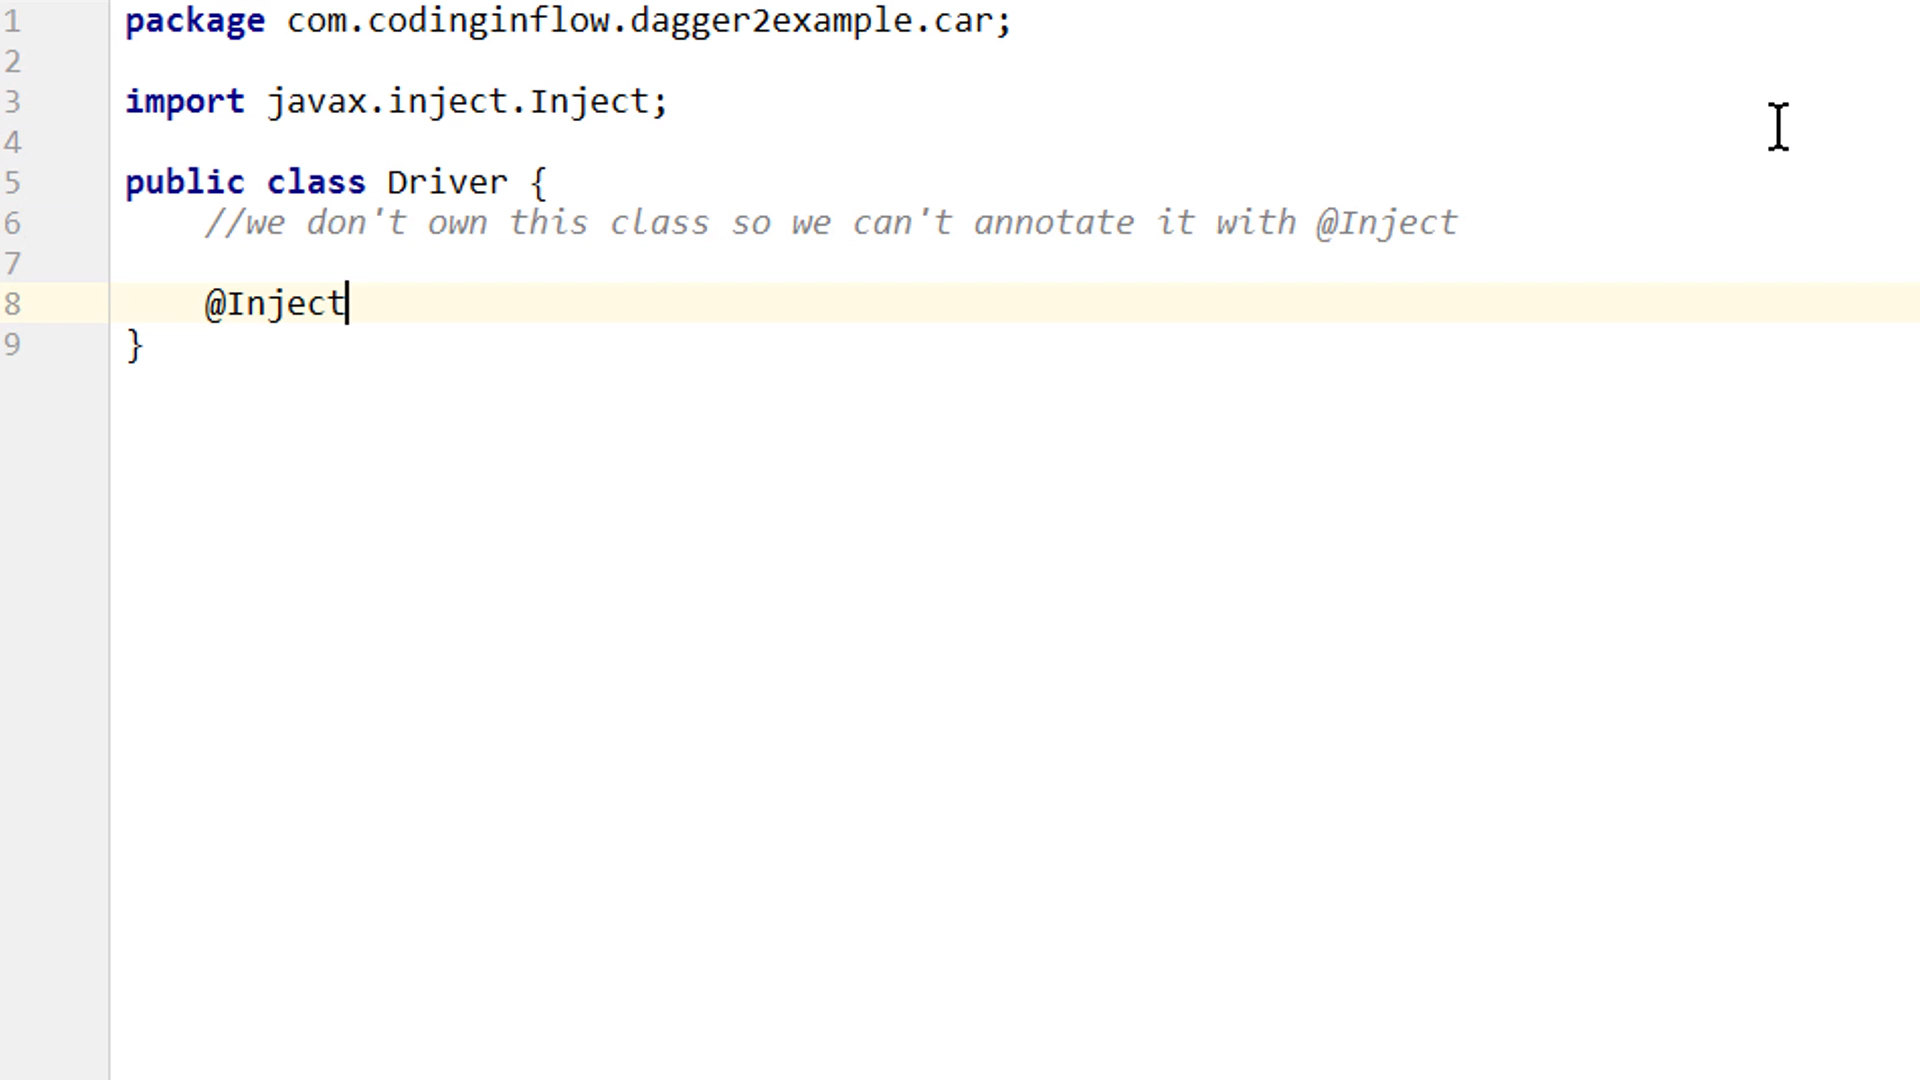 1 package com.codinginflow.dagger2example.car;
2
3 import javax.inject.Inject;
4
5 public class Driver {
6     //we don't own this class so we can't annotate it with @Inject
7
8     @Inject
9 }